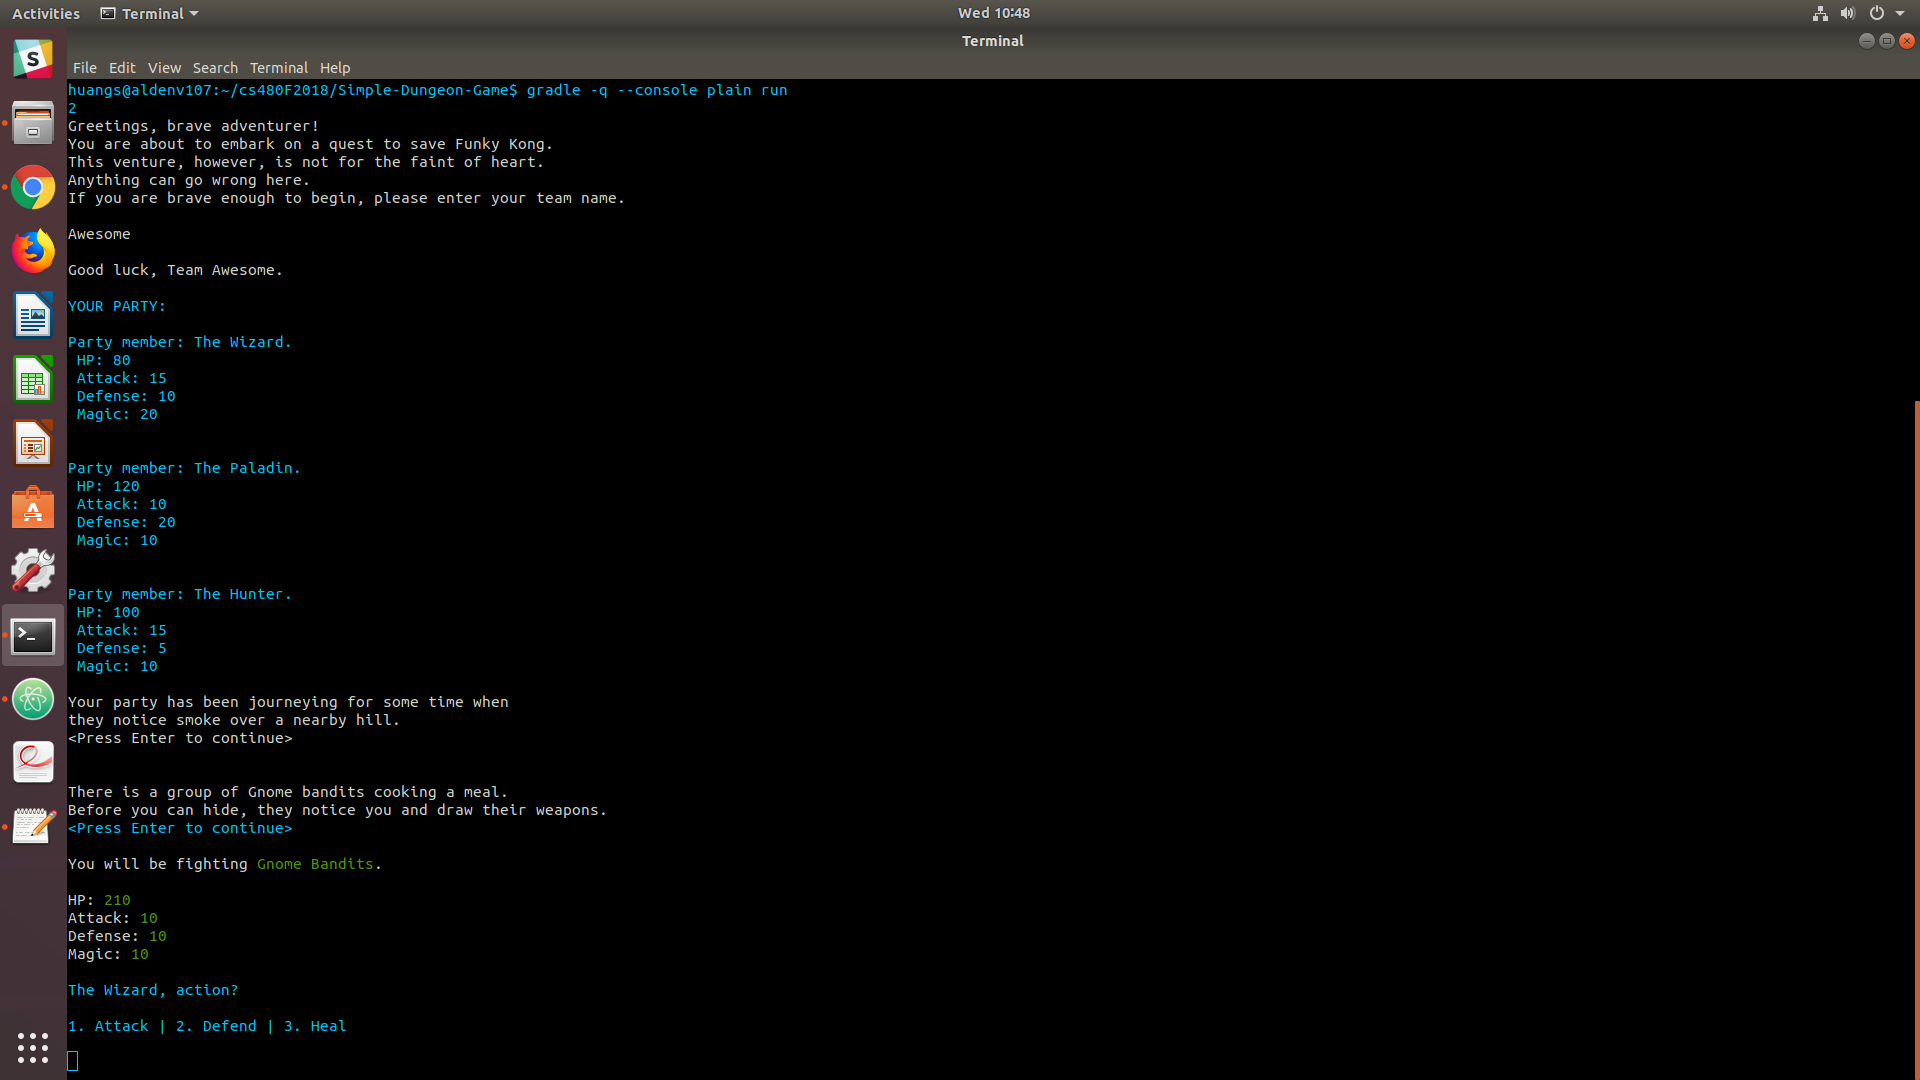 Activities Terminal Wed 10:48
Terminal
File Edit View Search Terminal Help
huangs@aldenv107:~/cs480F2018/Simple-Dungeon-Game$ gradle -q --console plain run
2
Greetings, brave adventurer!
You are about to embark on a quest to save Funky Kong.
This venture, however, is not for the faint of heart.
Anything can go wrong here.
If you are brave enough to begin, please enter your team name.
Awesome
Good luck, Team Awesome.
YOUR PARTY:
Party member: The Wizard.
HP: 80
Attack: 15
Defense: 10
Magic: 20
Party member: The Paladin.
HP: 120
Attack: 10
Defense: 20
Magic: 10
Party member: The Hunter.
HP: 100
Attack: 15
Defense: 5
Magic: 10
Your party has been journeying for some time when
they notice smoke over a nearby hill.
<Press Enter to continue>
There is a group of Gnome bandits cooking a meal.
Before you can hide, they notice you and draw their weapons.
<Press Enter to continue>
You will be fighting Gnome Bandits.
HP: 210
Attack: 10
Defense: 10
Magic: 10
The Wizard, action?
1. Attack | 2. Defend | 3. Heal